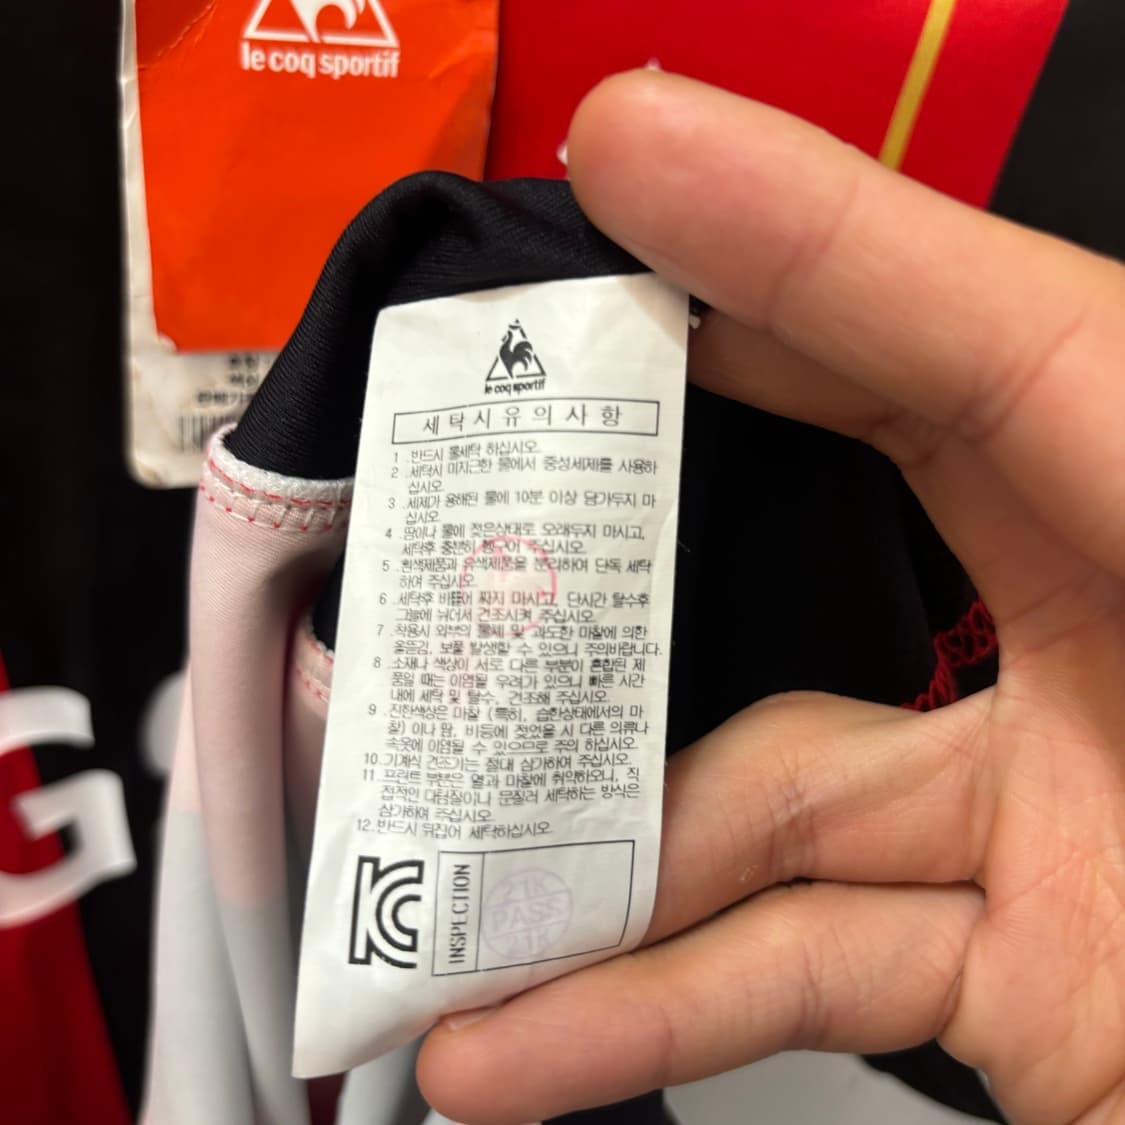 le coq sportif
le coq sportif
세탁시유의사항
1 .반드시 물세탁 하십시오.
2 .세탁시 미지근한 물에서 중성세제를 사용하
십시오.
3 .세제가 용해된 물에 10분 이상 담가두지 마
십시오.
4 .땀이나 물에 젖은상태로 오래두지 마시고,
세탁후 충분히 헹구어 주십시오.
5 .흰색제품과 유색제품을 분리하여 단독 세탁
하여 주십시오.
6 .세탁후 비틀어 짜지 마시고, 단시간 탈수후
그늘에 뉘어서 건조시켜 주십시오.
7 .착용시 외부의 물체 및 과도한 마찰에 의한
올뜯김, 보풀 발생할 수 있으니 주의바랍니다.
8 .소재나 색상이 서로 다른 부분이 혼합된 제
품일 때는 이염될 우려가 있으니 빠른 시간
내에 세탁 및 탈수, 건조해 주십시오.
9 .진한색상은 마찰 (특히, 습한상태에서의 마
찰) 이나 땀, 비등에 젖었을 시 다른 의류나
속옷에 이염될 수 있으므로 주의 하십시오.
10.기계식 건조기는 절대 삼가하여 주십시오.
11.프린트 부분은 열과 마찰에 취약하오니, 직
접적인 다림질이나 문질러 세탁하는 방식은
삼가하여 주십시오.
12.반드시 뒤집어 세탁하십시오.
INSPECTION
21K
PASS
21K
G